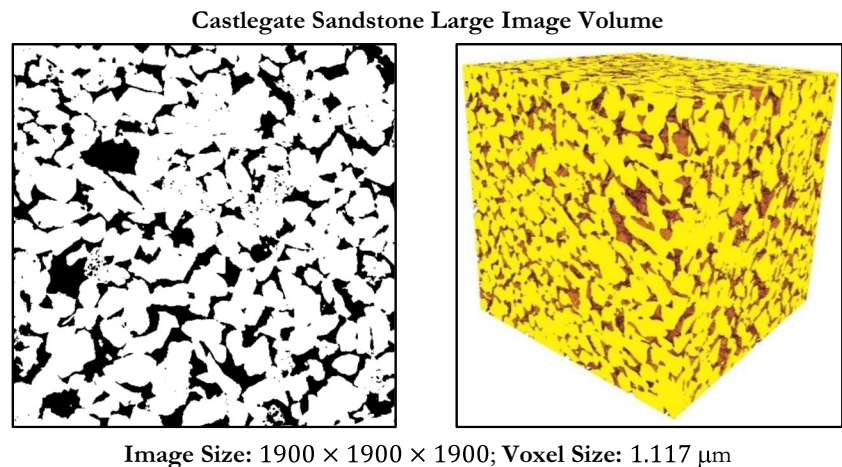 Castlegate Sandstone Large Image Volume
Image Size: 1900 × 1900 × 1900; Voxel Size: 1.117 μm